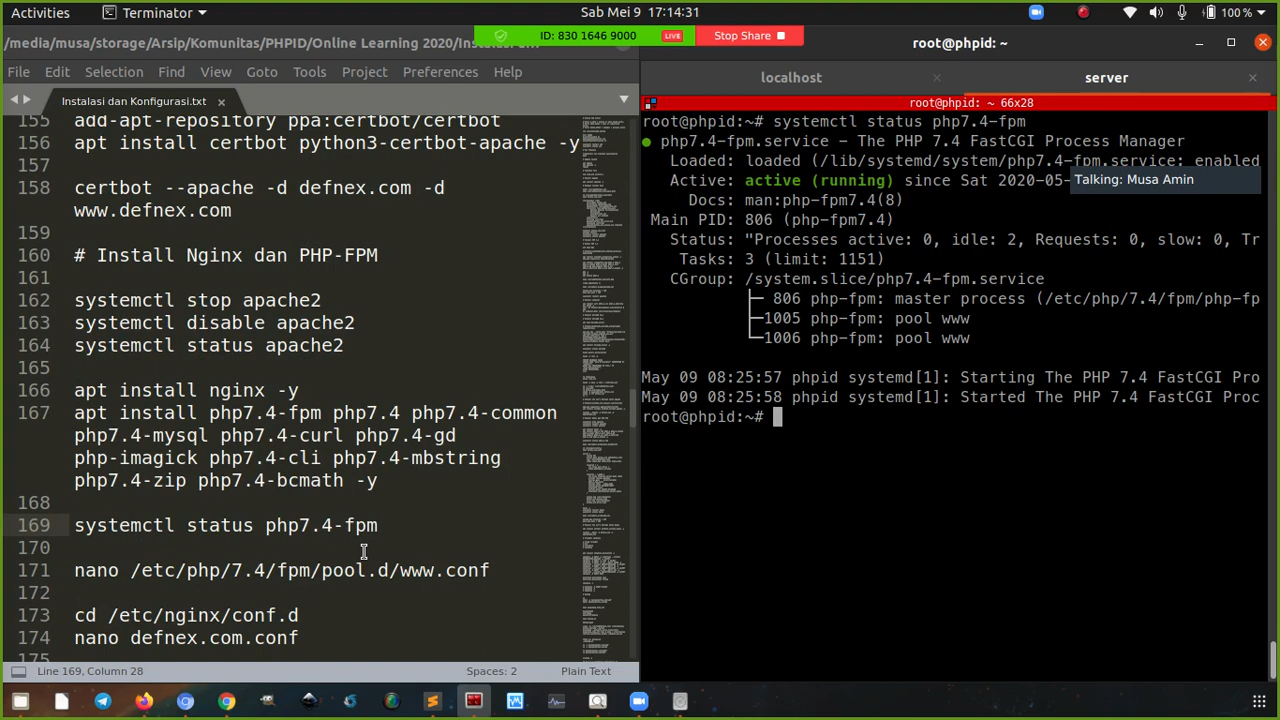 Activities
Terminator
Sab Mei 9 17:14:31
100 %
/media/musa/storage/Arsip/Komunitas/PHPID/Online Learning 2020/
ID: 830 1646 9000
LIVE
Stop Share
root@phpid: ~
File Edit Selection Find View Goto Tools Project Preferences Help
Instalasi dan Konfigurasi.txt
155 add-apt-repository ppa:certbot/certbot
156 apt install certbot python3-certbot-apache -y
157
158 certbot --apache -d defnex.com -d
www.defnex.com
159
160 # Install Nginx dan PHP-FPM
161
162 systemctl stop apache2
163 systemctl disable apache2
164 systemctl status apache2
165
166 apt install nginx -y
167 apt install php7.4-fpm php7.4 php7.4-common
php7.4-mysql php7.4-curl php7.4-gd
php-imagick php7.4-cli php7.4-mbstring
php7.4-zip php7.4-bcmath -y
168
169 systemctl status php7.4-fpm
170
171 nano /etc/php/7.4/fpm/pool.d/www.conf
172
173 cd /etc/nginx/conf.d
174 nano defnex.com.conf
175
Line 169, Column 28
Spaces: 2
Plain Text
localhost
server
root@phpid: ~ 66x28
root@phpid:~# systemctl status php7.4-fpm
● php7.4-fpm.service - The PHP 7.4 FastCGI Process Manager
Loaded: loaded (/lib/systemd/system/php7.4-fpm.service; enabled
Active: active (running) since Sat 2020-05-
Talking: Musa Amin
Docs: man:php-fpm7.4(8)
Main PID: 806 (php-fpm7.4)
Status: "Processes active: 0, idle: 2, Requests: 0, slow: 0, Tr
Tasks: 3 (limit: 1151)
CGroup: /system.slice/php7.4-fpm.service
├─ 806 php-fpm: master process (/etc/php/7.4/fpm/php-fp
├─1005 php-fpm: pool www
└─1006 php-fpm: pool www
May 09 08:25:57 phpid systemd[1]: Starting The PHP 7.4 FastCGI Pro
May 09 08:25:58 phpid systemd[1]: Started The PHP 7.4 FastCGI Proc
root@phpid:~#